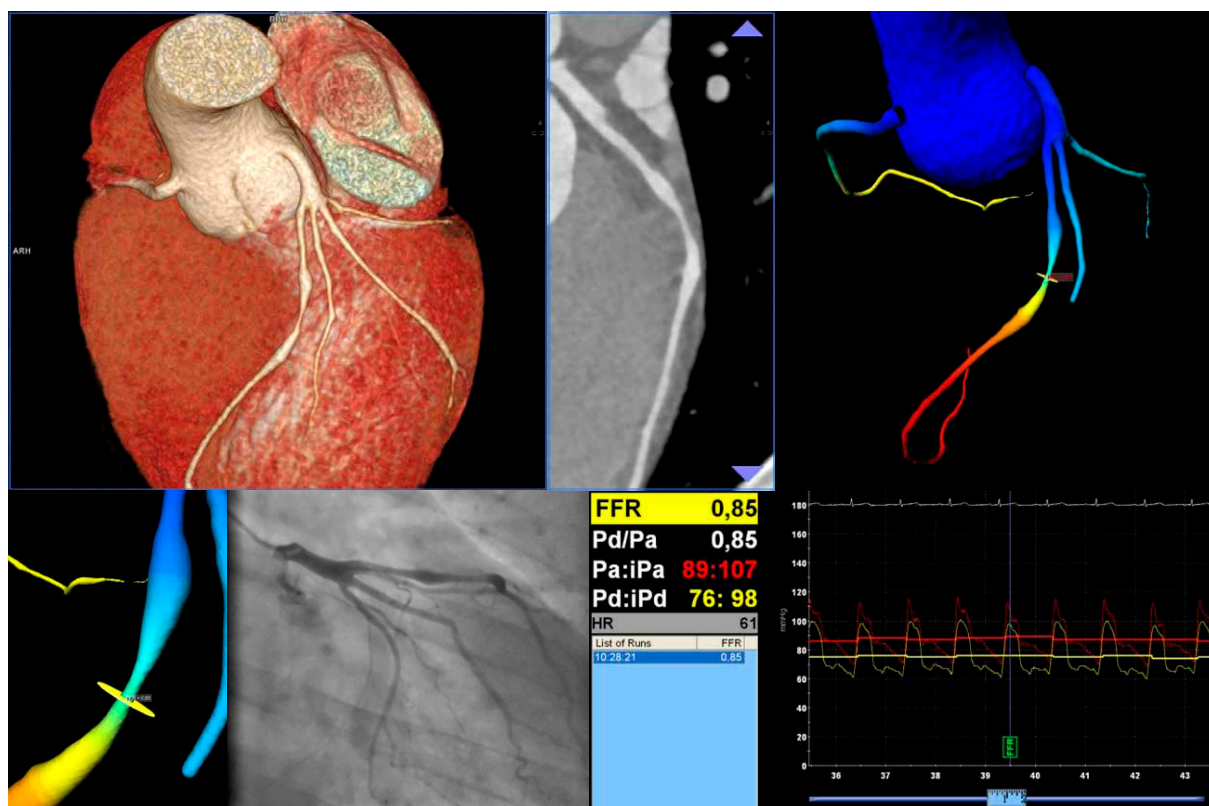 ARH
FFR 0,85
Pd/Pa 0,85
Pa:iPa 89:107
Pd:iPd 76: 98
HR 61
List of Runs FFR
10:28:21 0,85
180
160
140
120
100
80
60
40
20
0
mmHg
FFR
36 37 38 39 40 41 42 43